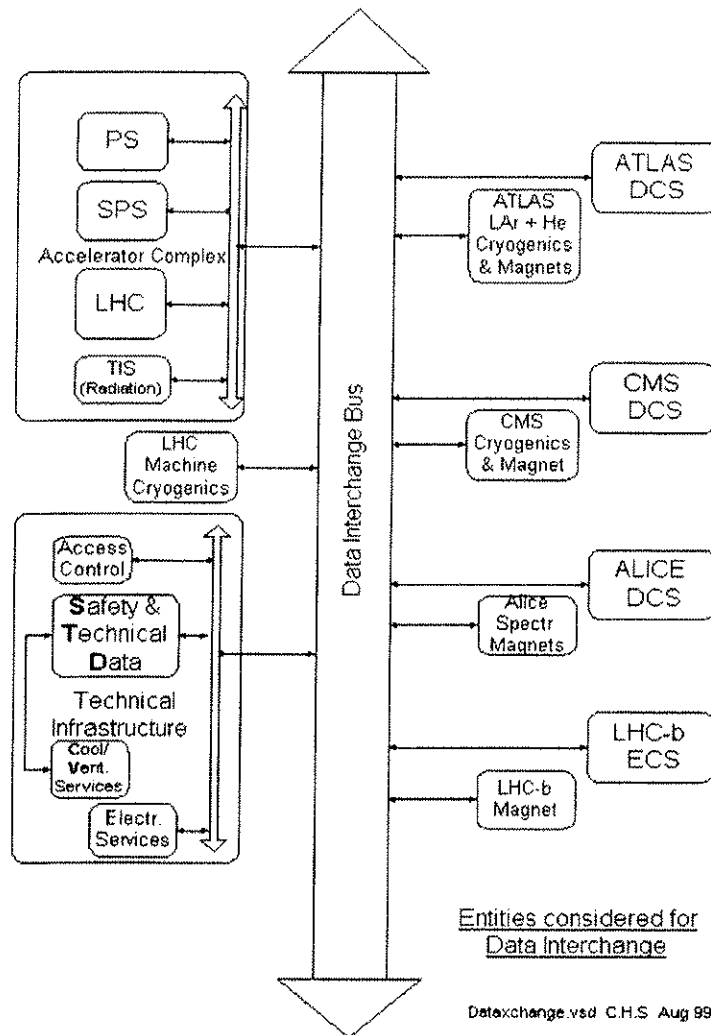 PS
SPS
Accelerator Complex
LHC
TIS
(Radiation)
LHC
Machine
Cryogenics
Access
Control
Safety &
Technical
Data
Technical
Infrastructure
Cool/
Vent.
Services
Electr.
Services
Data Interchange Bus
ATLAS
DCS
ATLAS
LAr + He
Cryogenics
& Magnets
CMS
DCS
CMS
Cryogenics
& Magnet
ALICE
DCS
Alice
Spectr
Magnets
LHC-b
ECS
LHC-b
Magnet
Entities considered for
Data Interchange
Dataxchange.vsd C.H.S Aug 99